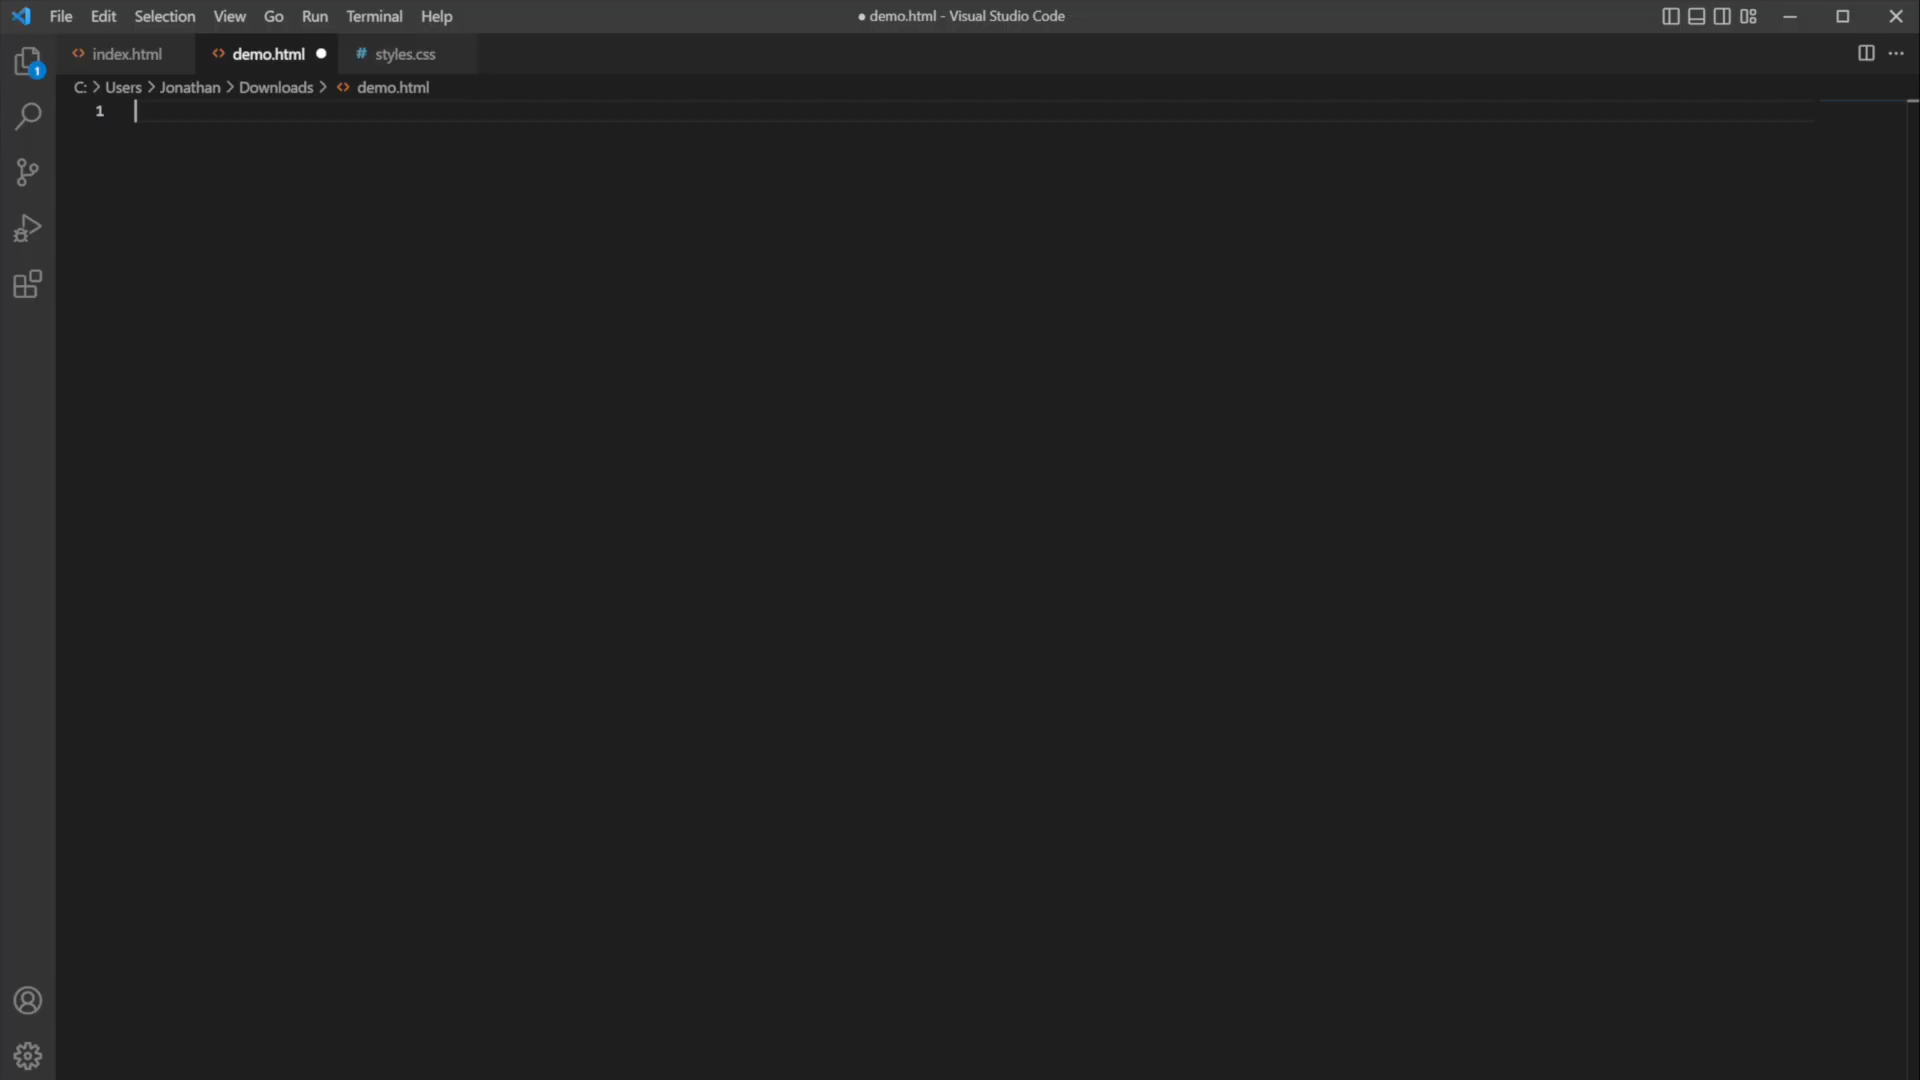 File Edit Selection View Go Run Terminal Help
● demo.html - Visual Studio Code
index.html
demo.html
# styles.css
C: > Users > Jonathan > Downloads > demo.html
1
1